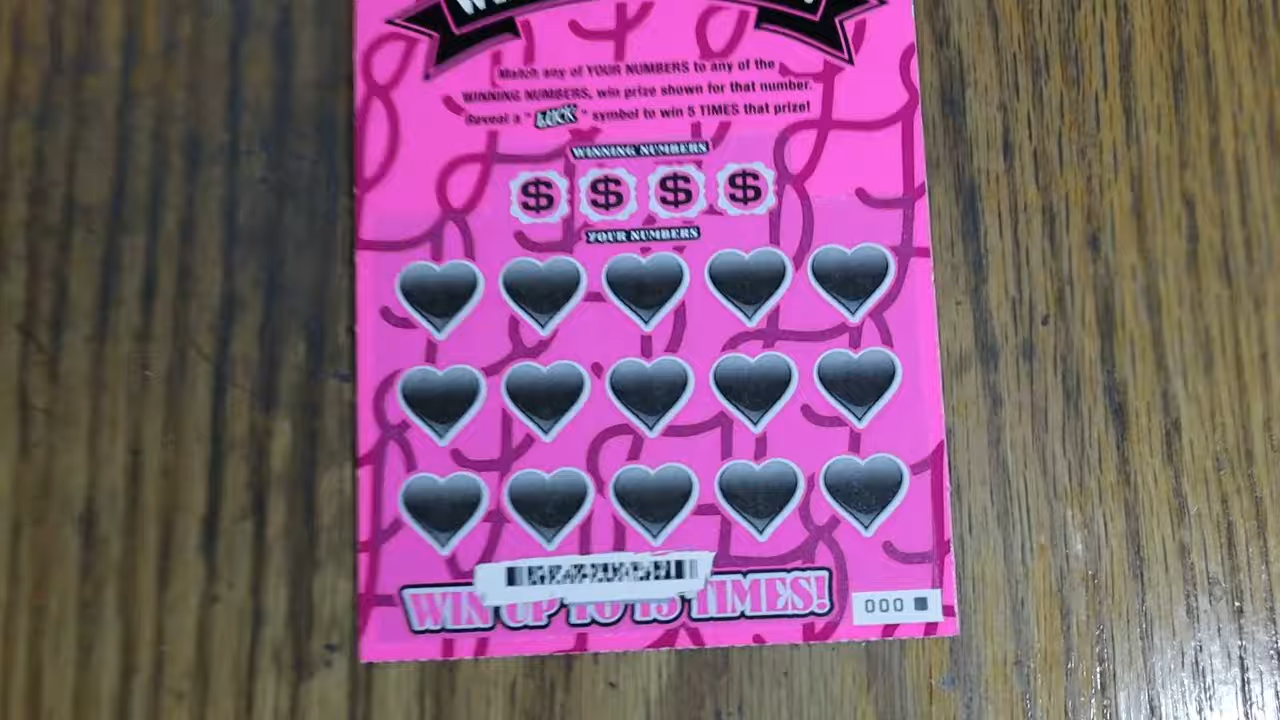 Match any of YOUR NUMBERS to any of the
WINNING NUMBERS, win prize shown for that number.
Reveal a " LUCK " symbol to win 5 TIMES that prize!
WINNING NUMBERS
$ $ $ $
YOUR NUMBERS
WIN UP TO 15 TIMES!
000